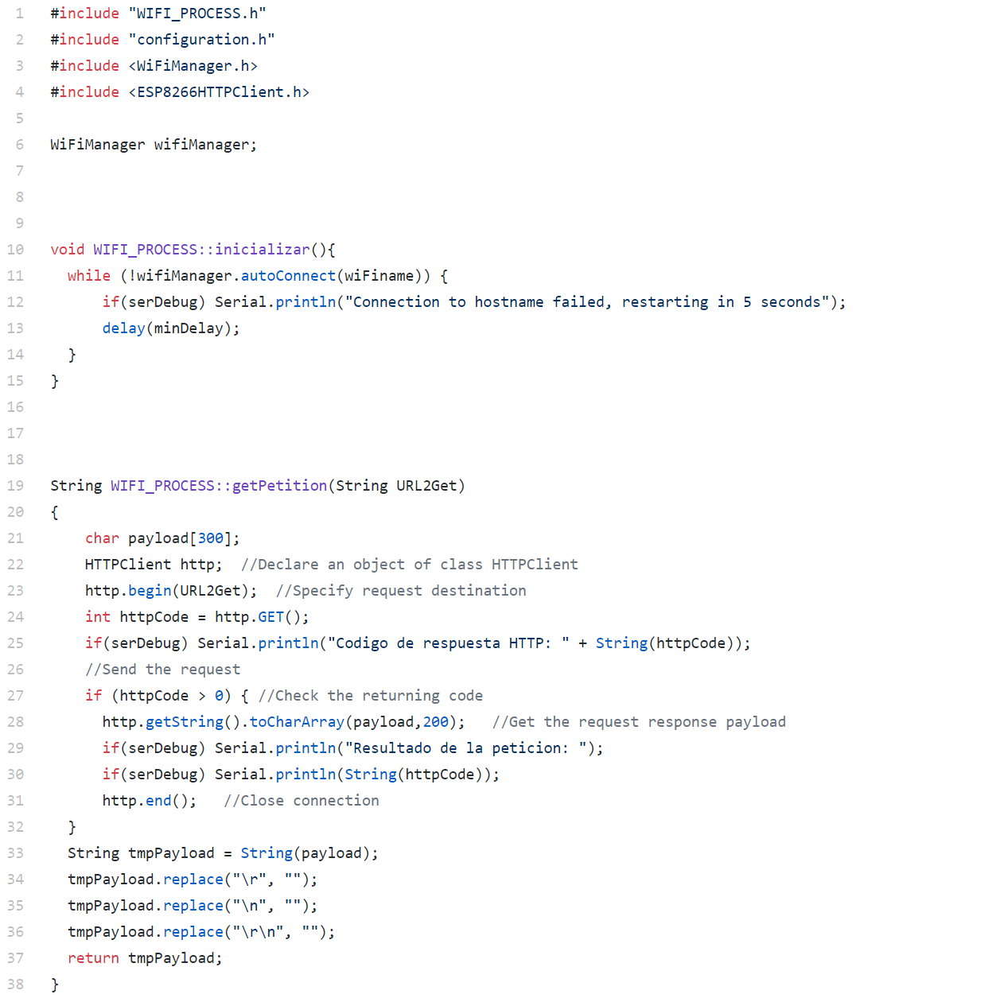 1 #include "WIFI_PROCESS.h"
2 #include "configuration.h"
3 #include <WiFiManager.h>
4 #include <ESP8266HTTPClient.h>
5
6 WiFiManager wifiManager;
7
8
9
10 void WIFI_PROCESS::inicializar(){
11   while (!wifiManager.autoConnect(wiFiname)) {
12       if(serDebug) Serial.println("Connection to hostname failed, restarting in 5 seconds");
13       delay(minDelay);
14   }
15 }
16
17
18
19 String WIFI_PROCESS::getPetition(String URL2Get)
20 {
21     char payload[300];
22     HTTPClient http;  //Declare an object of class HTTPClient
23     http.begin(URL2Get);  //Specify request destination
24     int httpCode = http.GET();
25     if(serDebug) Serial.println("Codigo de respuesta HTTP: " + String(httpCode));
26     //Send the request
27     if (httpCode > 0) { //Check the returning code
28       http.getString().toCharArray(payload,200);   //Get the request response payload
29       if(serDebug) Serial.println("Resultado de la peticion: ");
30       if(serDebug) Serial.println(String(httpCode));
31       http.end();   //Close connection
32   }
33   String tmpPayload = String(payload);
34   tmpPayload.replace("\r", "");
35   tmpPayload.replace("\n", "");
36   tmpPayload.replace("\r\n", "");
37   return tmpPayload;
38 }